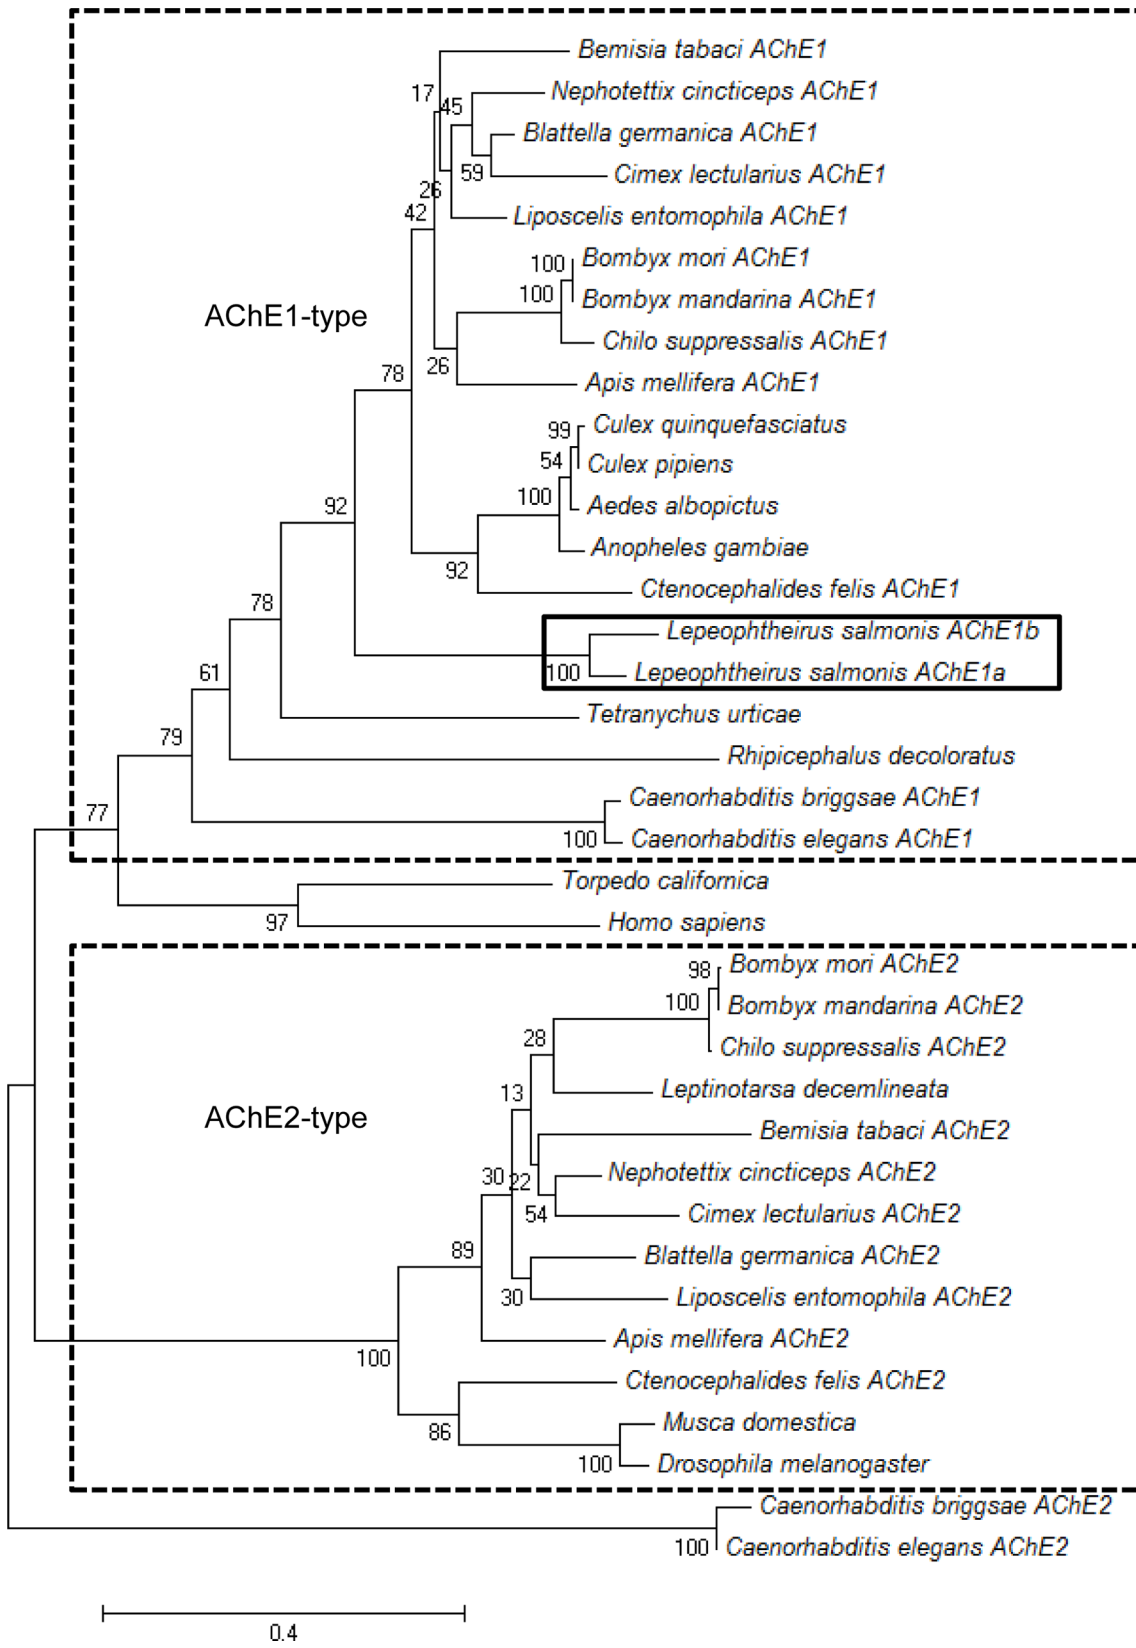 Bemisia tabaci AChE1
17
45
Nephotettix cincticeps AChE1
Blattella germanica AChE1
59
Cimex lectularius AChE1
26
42
Liposcelis entomophila AChE1
100
Bombyx mori AChE1
100
Bombyx mandarina AChE1
AChE1-type
Chilo suppressalis AChE1
78
26
Apis mellifera AChE1
99
Culex quinquefasciatus
54
Culex pipiens
92
100
Aedes albopictus
Anopheles gambiae
92
Ctenocephalides felis AChE1
78
Lepeophtheirus salmonis AChE1b
61
100
Lepeophtheirus salmonis AChE1a
Tetranychus urticae
79
Rhipicephalus decoloratus
77
Caenorhabditis briggsae AChE1
100
Caenorhabditis elegans AChE1
Torpedo californica
97
Homo sapiens
98
Bombyx mori AChE2
100
Bombyx mandarina AChE2
28
Chilo suppressalis AChE2
13
Leptinotarsa decemlineata
AChE2-type
Bemisia tabaci AChE2
30
22
Nephotettix cincticeps AChE2
54
Cimex lectularius AChE2
89
Blattella germanica AChE2
30
Liposcelis entomophila AChE2
100
Apis mellifera AChE2
Ctenocephalides felis AChE2
86
Musca domestica
100
Drosophila melanogaster
Caenorhabditis briggsae AChE2
100
Caenorhabditis elegans AChE2
0.4